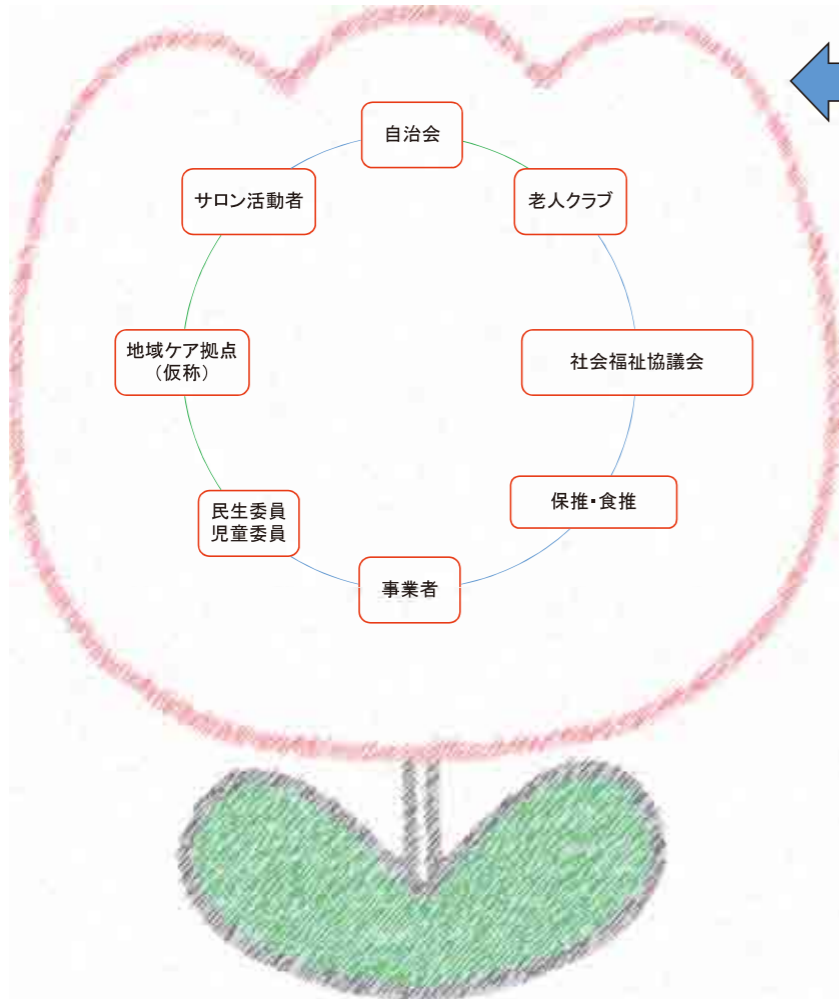 自治会
サロン活動者
老人クラブ
地域ケア拠点
（仮称）
社会福祉協議会
民生委員
児童委員
保推・食推
事業者